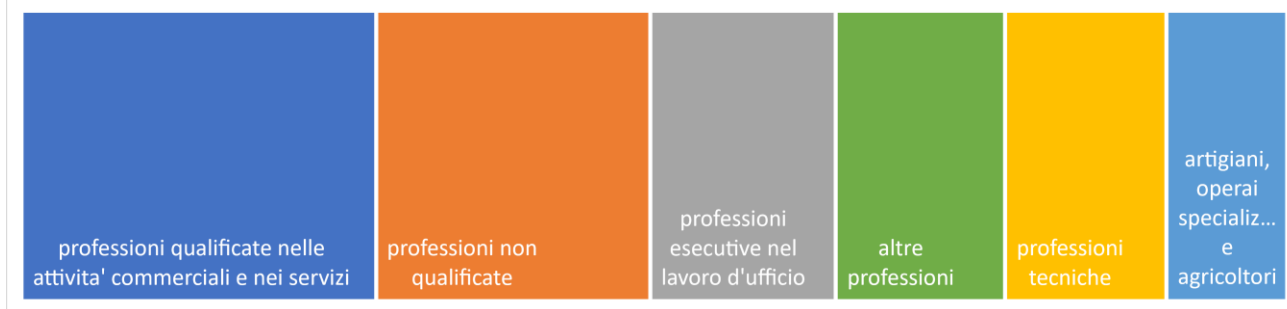 professioni qualificate nelle
attivita' commerciali e nei servizi
professioni non
qualificate
professioni
esecutive nel
lavoro d'ufficio
altre
professioni
professioni
tecniche
artigiani,
operai
specializ...
e
agricoltori